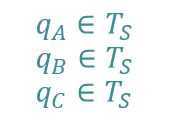 q_A ∈ T_S
q_B ∈ T_S
q_C ∈ T_S